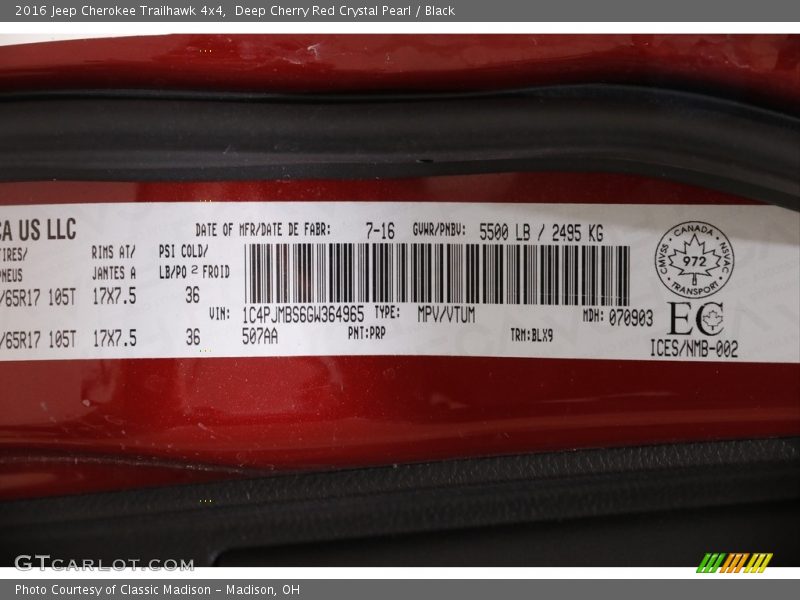 2016 Jeep Cherokee Trailhawk 4x4, Deep Cherry Red Crystal Pearl / Black
CA US LLC
DATE OF MFR/DATE DE FABR: 7-16 GVWR/PNBV: 5500 LB / 2495 KG
TIRES/ RIMS AT/ PSI COLD/
PNEUS JANTES A LB/PO² FROID
/65R17 105T 17X7.5 36
VIN: 1C4PJMBS6GW364965 TYPE: MPV/VTUM MDH: 070903
/65R17 105T 17X7.5 36 507AA PNT:PRP TRM:BLX9
CANADA
CMVSS · NSVAC
972
TRANSPORT
EC
ICES/NMB-002
GTCARLOT.COM
Photo Courtesy of Classic Madison - Madison, OH